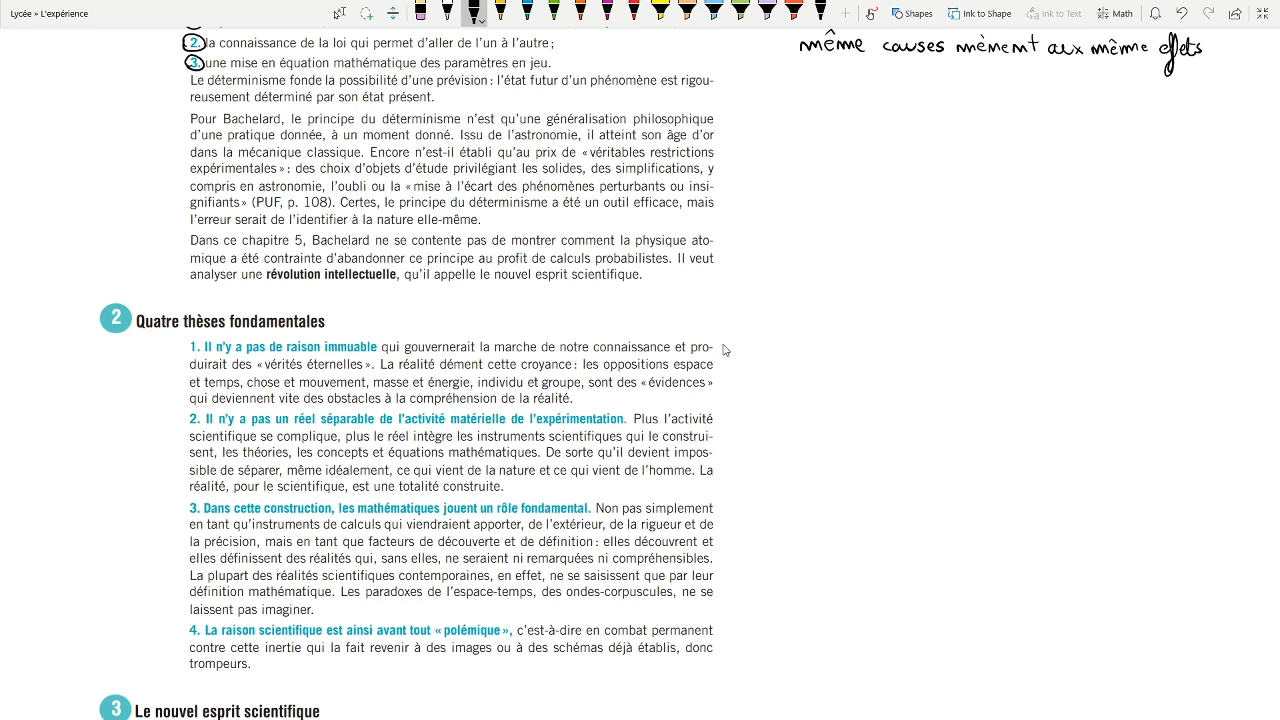 Lycée » L'expérience
Shapes
Ink to Shape
Ink to Text
Math
2. la connaissance de la loi qui permet d'aller de l'un à l'autre ;
même causes mènent aux même effets
3. une mise en équation mathématique des paramètres en jeu.
Le déterminisme fonde la possibilité d'une prévision : l'état futur d'un phénomène est rigou-
reusement déterminé par son état présent.
Pour Bachelard, le principe du déterminisme n'est qu'une généralisation philosophique
d'une pratique donnée, à un moment donné. Issu de l'astronomie, il atteint son âge d'or
dans la mécanique classique. Encore n'est-il établi qu'au prix de « véritables restrictions
expérimentales » : des choix d'objets d'étude privilégiant les solides, des simplifications, y
compris en astronomie, l'oubli ou la « mise à l'écart des phénomènes perturbants ou insi-
gnifiants » (PUF, p. 108). Certes, le principe du déterminisme a été un outil efficace, mais
l'erreur serait de l'identifier à la nature elle-même.
Dans ce chapitre 5, Bachelard ne se contente pas de montrer comment la physique ato-
mique a été contrainte d'abandonner ce principe au profit de calculs probabilistes. Il veut
analyser une révolution intellectuelle, qu'il appelle le nouvel esprit scientifique.
2 Quatre thèses fondamentales
1. Il n'y a pas de raison immuable qui gouvernerait la marche de notre connaissance et pro-
duirait des « vérités éternelles ». La réalité dément cette croyance : les oppositions espace
et temps, chose et mouvement, masse et énergie, individu et groupe, sont des « évidences »
qui deviennent vite des obstacles à la compréhension de la réalité.
2. Il n'y a pas un réel séparable de l'activité matérielle de l'expérimentation. Plus l'activité
scientifique se complique, plus le réel intègre les instruments scientifiques qui le construi-
sent, les théories, les concepts et équations mathématiques. De sorte qu'il devient impos-
sible de séparer, même idéalement, ce qui vient de la nature et ce qui vient de l'homme. La
réalité, pour le scientifique, est une totalité construite.
3. Dans cette construction, les mathématiques jouent un rôle fondamental. Non pas simplement
en tant qu'instruments de calculs qui viendraient apporter, de l'extérieur, de la rigueur et de
la précision, mais en tant que facteurs de découverte et de définition : elles découvrent et
elles définissent des réalités qui, sans elles, ne seraient ni remarquées ni compréhensibles.
La plupart des réalités scientifiques contemporaines, en effet, ne se saisissent que par leur
définition mathématique. Les paradoxes de l'espace-temps, des ondes-corpuscules, ne se
laissent pas imaginer.
4. La raison scientifique est ainsi avant tout « polémique », c'est-à-dire en combat permanent
contre cette inertie qui la fait revenir à des images ou à des schémas déjà établis, donc
trompeurs.
3 Le nouvel esprit scientifique